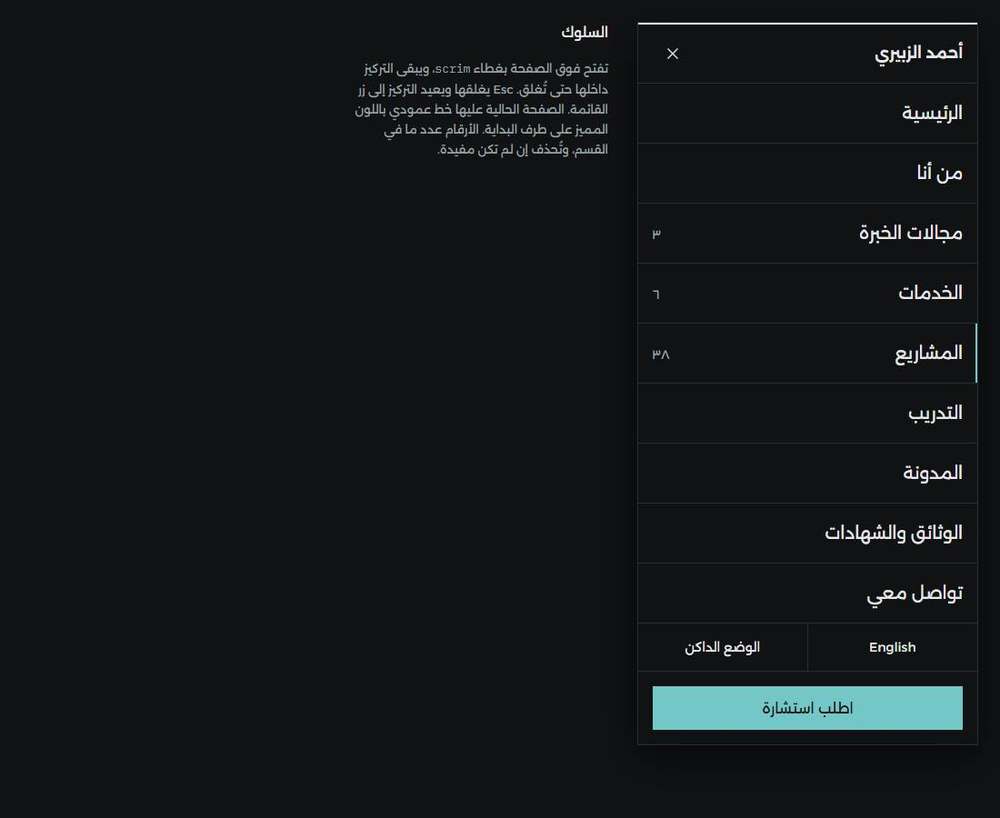 أحمد الزبيري
الرئيسية
من أنا
مجالات الخبرة ٣
الخدمات ٦
المشاريع ٣٨
التدريب
المدونة
الوثائق والشهادات
تواصل معي
English الوضع الداكن
اطلب استشارة
السلوك
تفتح فوق الصفحة بغطاء scrim، ويبقى التركيز
داخلها حتى تُغلق. Esc يغلقها ويعيد التركيز إلى زر
القائمة. الصفحة الحالية عليها خط عمودي باللون
المميز على طرف البداية. الأرقام عدد ما في
القسم، وتُحذف إن لم تكن مفيدة.